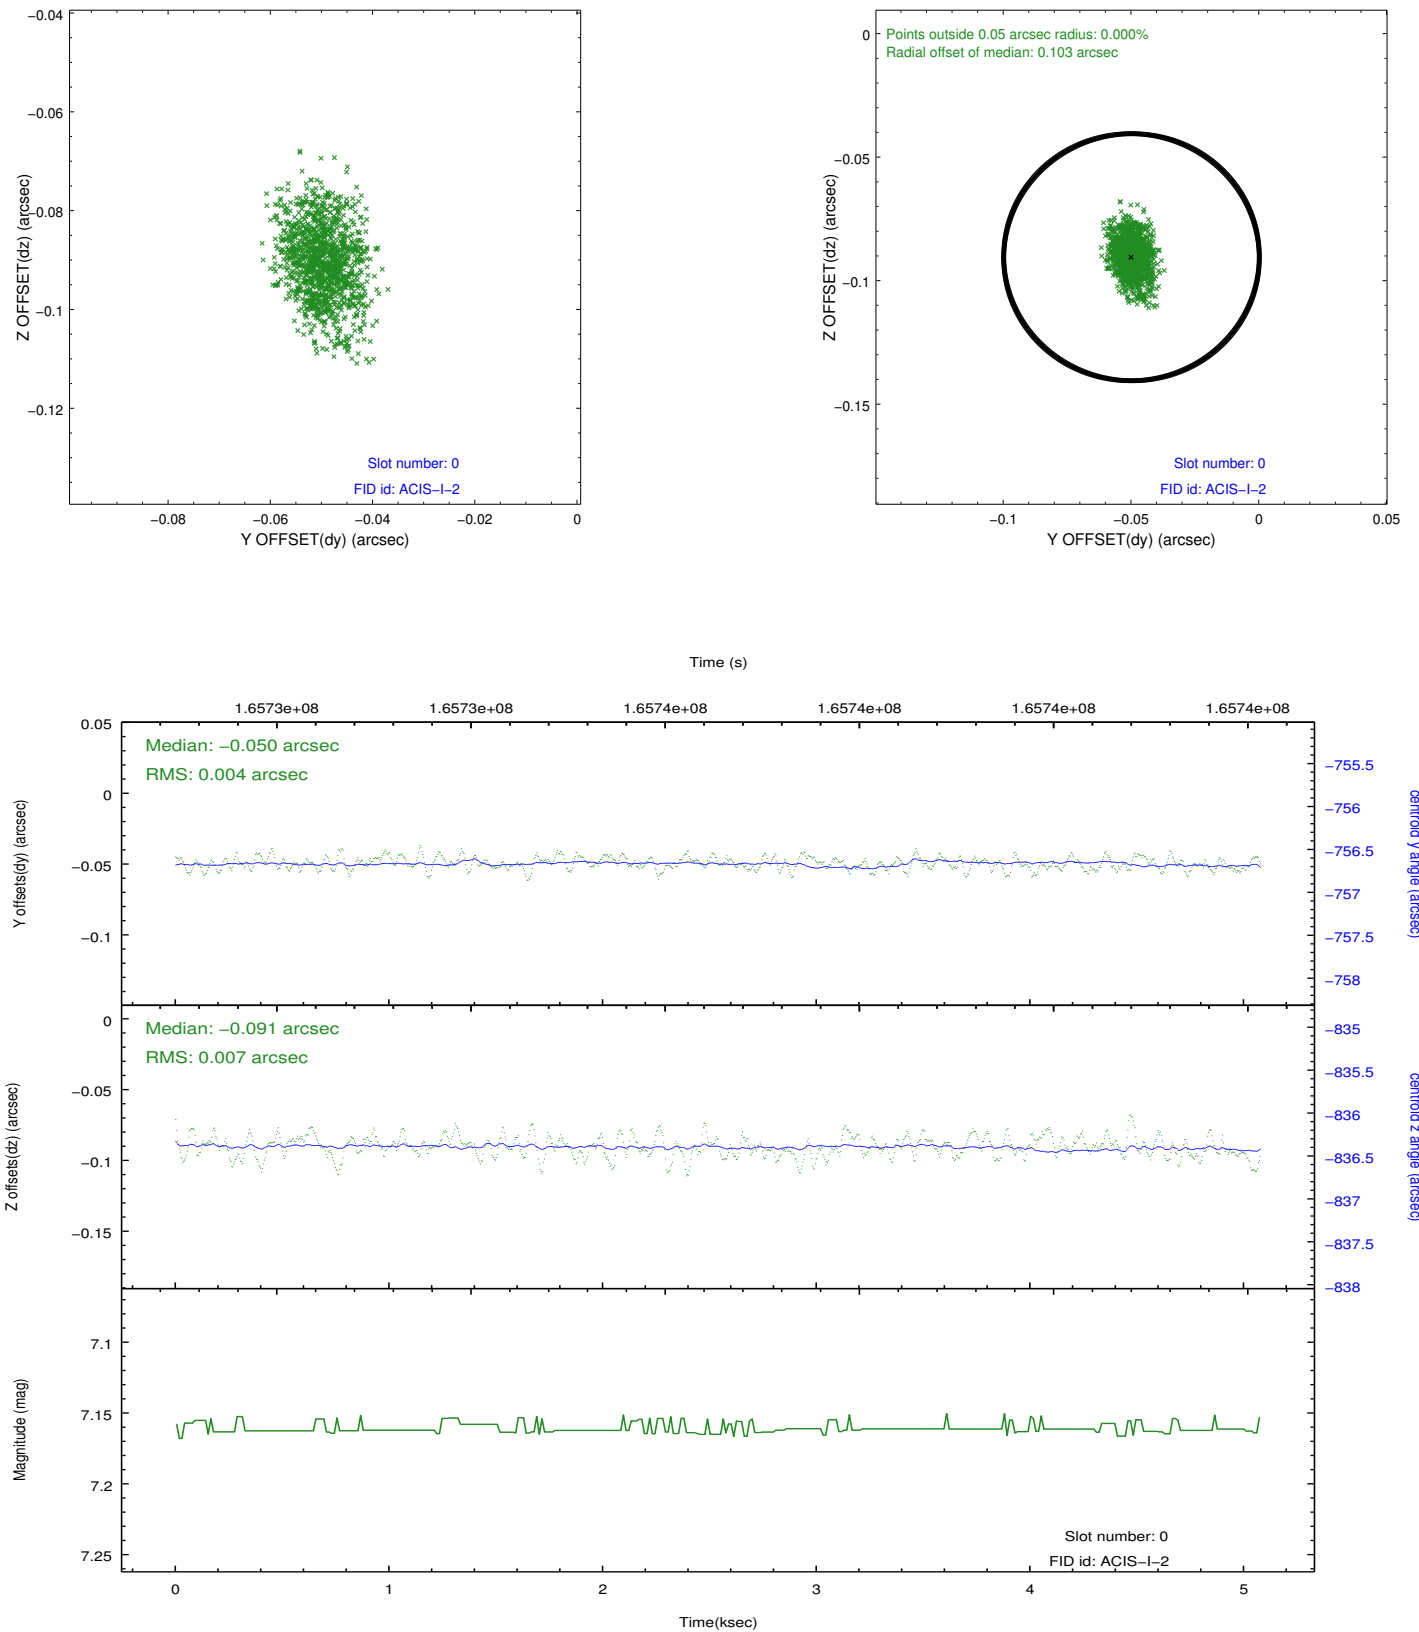 −0.04
−0.06
−0.08
−0.1
−0.12
Z OFFSET(dz) (arcsec)
Slot number: 0
FID id: ACIS−I−2
−0.08
−0.06
−0.04
−0.02
0
Y OFFSET(dy) (arcsec)
Points outside 0.05 arcsec radius: 0.000%
Radial offset of median: 0.103 arcsec
0
−0.05
−0.1
−0.15
Z OFFSET(dz) (arcsec)
Slot number: 0
FID id: ACIS−I−2
−0.1
−0.05
0
0.05
Y OFFSET(dy) (arcsec)
Time (s)
1.6573e+08
1.6573e+08
1.6574e+08
1.6574e+08
1.6574e+08
1.6574e+08
Median: −0.050 arcsec
RMS: 0.004 arcsec
0.05
0
−0.05
−0.1
Y offsets(dy) (arcsec)
−755.5
−756
−756.5
−757
−757.5
−758
centroid y angle (arcsec)
Median: −0.091 arcsec
RMS: 0.007 arcsec
0
−0.05
−0.1
−0.15
Z offsets(dz) (arcsec)
−835
−835.5
−836
−836.5
−837
−837.5
−838
centroid z angle (arcsec)
7.1
7.15
7.2
7.25
Magnitude (mag)
Slot number: 0
FID id: ACIS−I−2
0
1
2
3
4
5
Time(ksec)